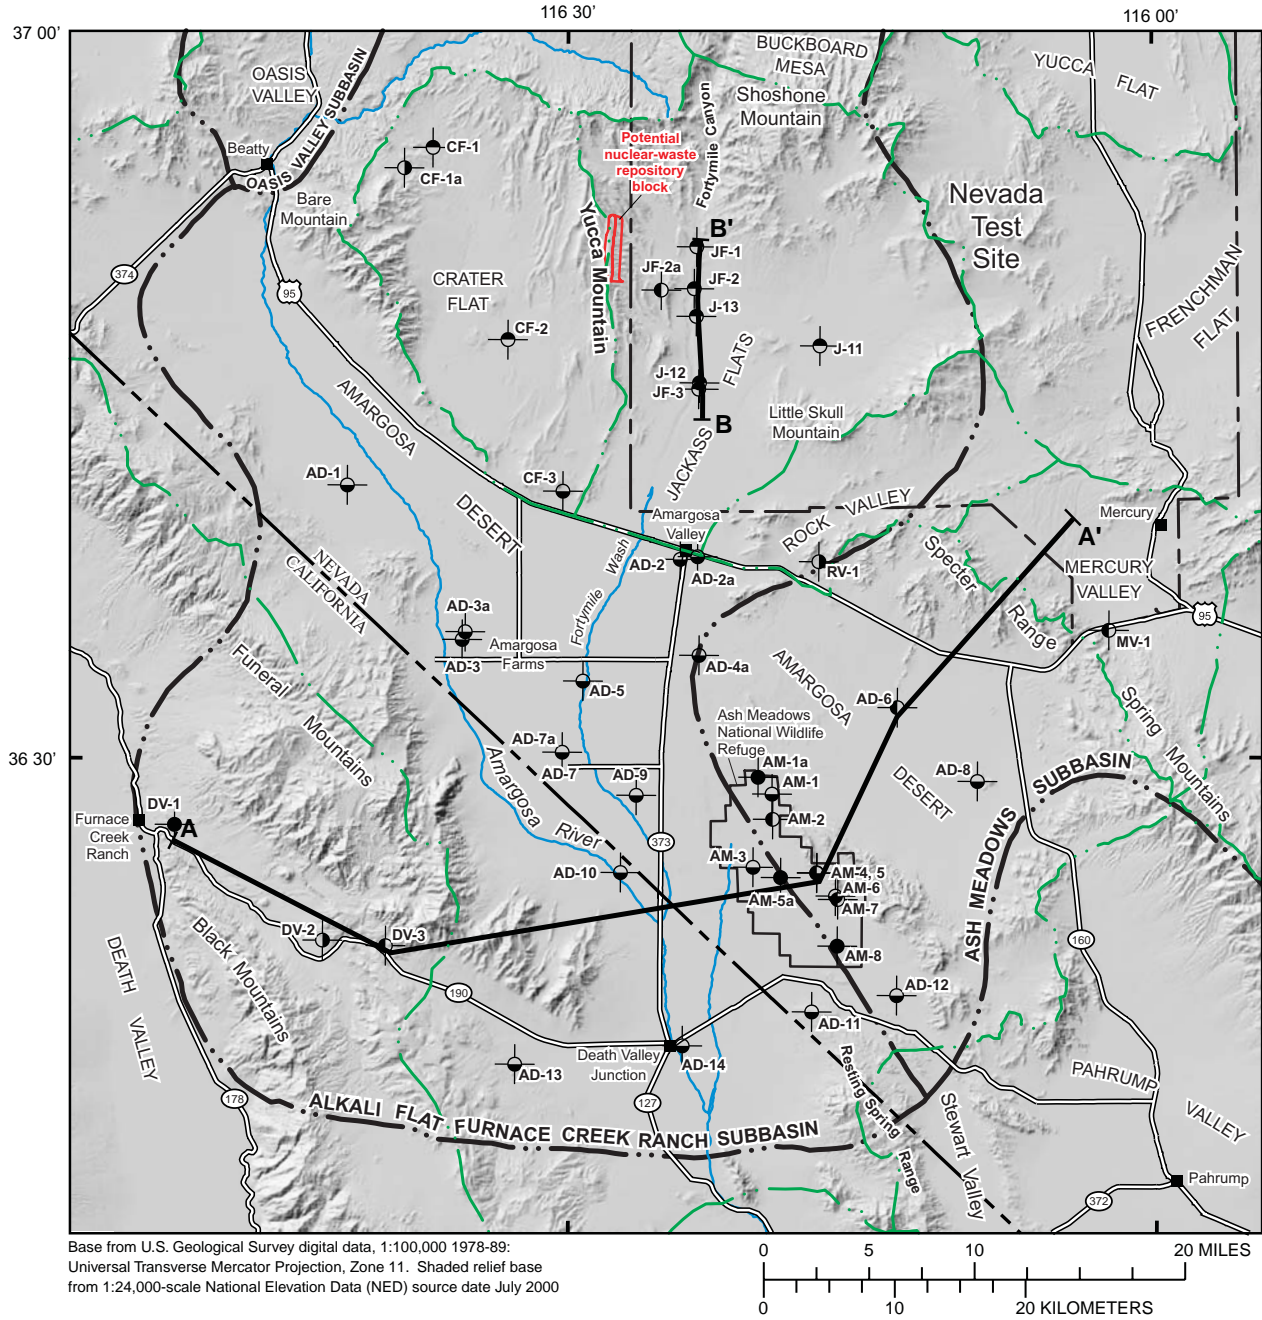 116 30'
116 00'
37 00'
BUCKBOARD
MESA
YUCCA
FLAT
OASIS
VALLEY
OASIS VALLEY SUBBASIN
Shoshone
Mountain
Fortymile Canyon
Potential
nuclear-waste
repository
block
Beatty
CF-1
CF-1a
Bare
Mountain
Nevada
Test
Site
Yucca Mountain
B'
JF-1
JF-2a
JF-2
J-13
374
95
CRATER
FLAT
FRENCHMAN
FLAT
CF-2
J-11
J-12
JF-3
JACKASS
FLATS
B
AMARGOSA
DESERT
Little Skull
Mountain
AD-1
CF-3
Amargosa
Valley
ROCK VALLEY
Mercury
A'
NEVADA
CALIFORNIA
Fortymile
Wash
AD-2
AD-2a
RV-1
Specter
Range
MERCURY
VALLEY
95
AD-3a
AD-3
Amargosa
Farms
MV-1
Funeral
Mountains
AD-5
AD-4a
AMARGOSA
DESERT
AD-6
Spring Mountains
Ash Meadows
National Wildlife
Refuge
AD-7a
AD-7
AD-9
36 30'
AM-1a
AM-1
AD-8
ASH MEADOWS
SUBBASIN
Amargosa
River
DV-1
A
Furnace
Creek
Ranch
AM-2
373
AM-3
AM-4, 5
AM-5a
AM-6
AM-7
AD-10
DV-2
DV-3
Black Mountains
DEATH
VALLEY
AM-8
160
190
AD-12
AD-11
Death Valley
Junction
AD-14
AD-13
Resting Spring
Range
Stewart Valley
PAHRUMP
VALLEY
178
127
ALKALI FLAT FURNACE CREEK RANCH SUBBASIN
Pahrump
372
Base from U.S. Geological Survey digital data, 1:100,000 1978-89:
Universal Transverse Mercator Projection, Zone 11. Shaded relief base
from 1:24,000-scale National Elevation Data (NED) source date July 2000
0 5 10 20 MILES
0 10 20 KILOMETERS